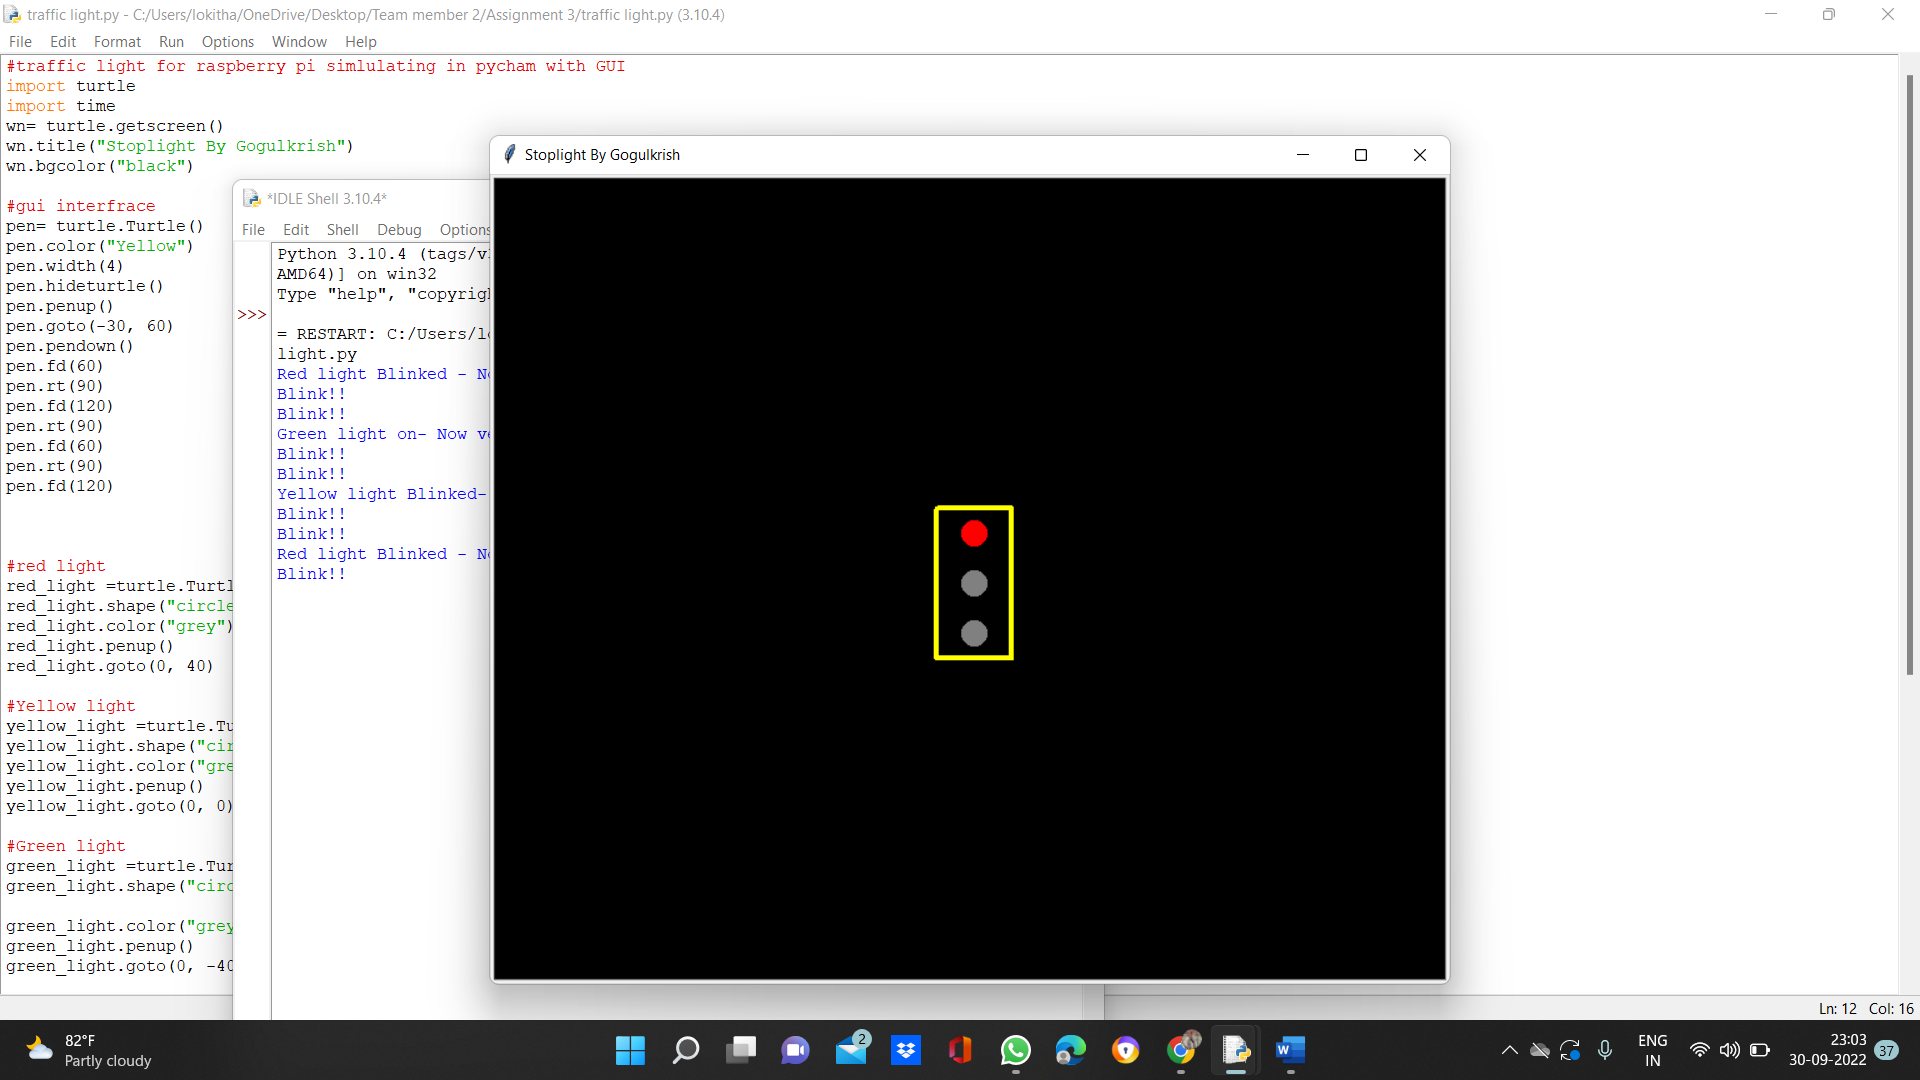 traffic light.py - C:/Users/lokitha/OneDrive/Desktop/Team member 2/Assignment 3/traffic light.py (3.10.4)
File Edit Format Run Options Window Help
#traffic light for raspberry pi simlulating in pycham with GUI
import turtle
import time
wn= turtle.getscreen()
wn.title("Stoplight By Gogulkrish")
wn.bgcolor("black")
#gui interfrace
pen= turtle.Turtle()
pen.color("Yellow")
pen.width(4)
pen.hideturtle()
pen.penup()
pen.goto(-30, 60)
pen.pendown()
pen.fd(60)
pen.rt(90)
pen.fd(120)
pen.rt(90)
pen.fd(60)
pen.rt(90)
pen.fd(120)
#red light
red_light =turtle.Turtl
red_light.shape("circle
red_light.color("grey")
red_light.penup()
red_light.goto(0, 40)
#Yellow light
yellow_light =turtle.Tu
yellow_light.shape("cir
yellow_light.color("gre
yellow_light.penup()
yellow_light.goto(0, 0)
#Green light
green_light =turtle.Tur
green_light.shape("circ
green_light.color("grey
green_light.penup()
green_light.goto(0, -40
*IDLE Shell 3.10.4*
File Edit Shell Debug Options
Python 3.10.4 (tags/v
AMD64)] on win32
Type "help", "copyrig
>>>
= RESTART: C:/Users/lo
light.py
Red light Blinked - No
Blink!!
Blink!!
Green light on- Now ve
Blink!!
Blink!!
Yellow light Blinked-
Blink!!
Blink!!
Red light Blinked - No
Blink!!
Stoplight By Gogulkrish
Ln: 12 Col: 16
82°F
Partly cloudy
2
W
ENG
IN
23:03
30-09-2022
37